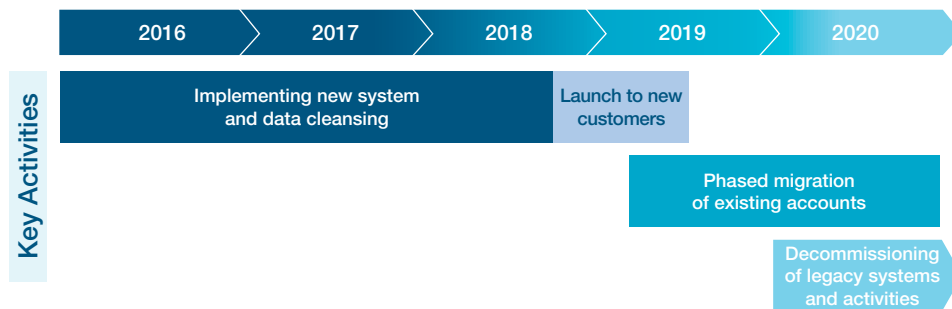 2016 2017 2018 2019 2020
Key Activities
Implementing new system
and data cleansing
Launch to new
customers
Phased migration
of existing accounts
Decommissioning
of legacy systems
and activities